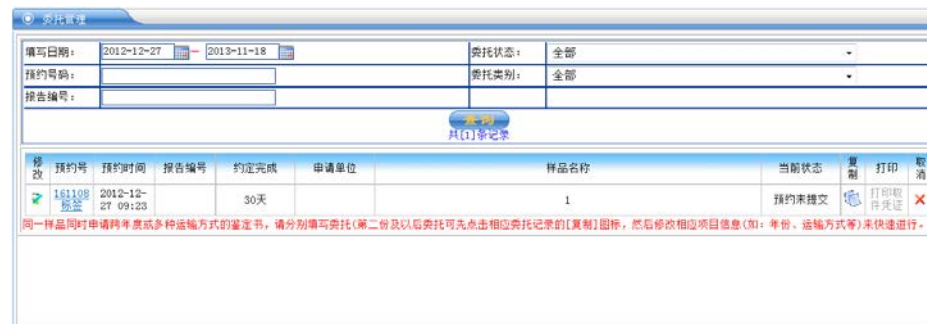 委托管理
填写日期： 2012-12-27 - 2013-11-18 委托状态： 全部
预约号码： 委托类别： 全部
报告编号：
查询
共[1]条记录
修改 预约号 预约时间 报告编号 约定完成 申请单位 样品名称 当前状态 复制 打印 取消
161108 标签 2012-12-27 09:23 30天 1 预约未提交 打印取件凭证
同一样品同时申请跨年度或多种运输方式的鉴定书，请分别填写委托(第二份及以后委托可先点击相应委托记录的[复制]图标，然后修改相应项目信息(如：年份、运输方式等)来快速进行。